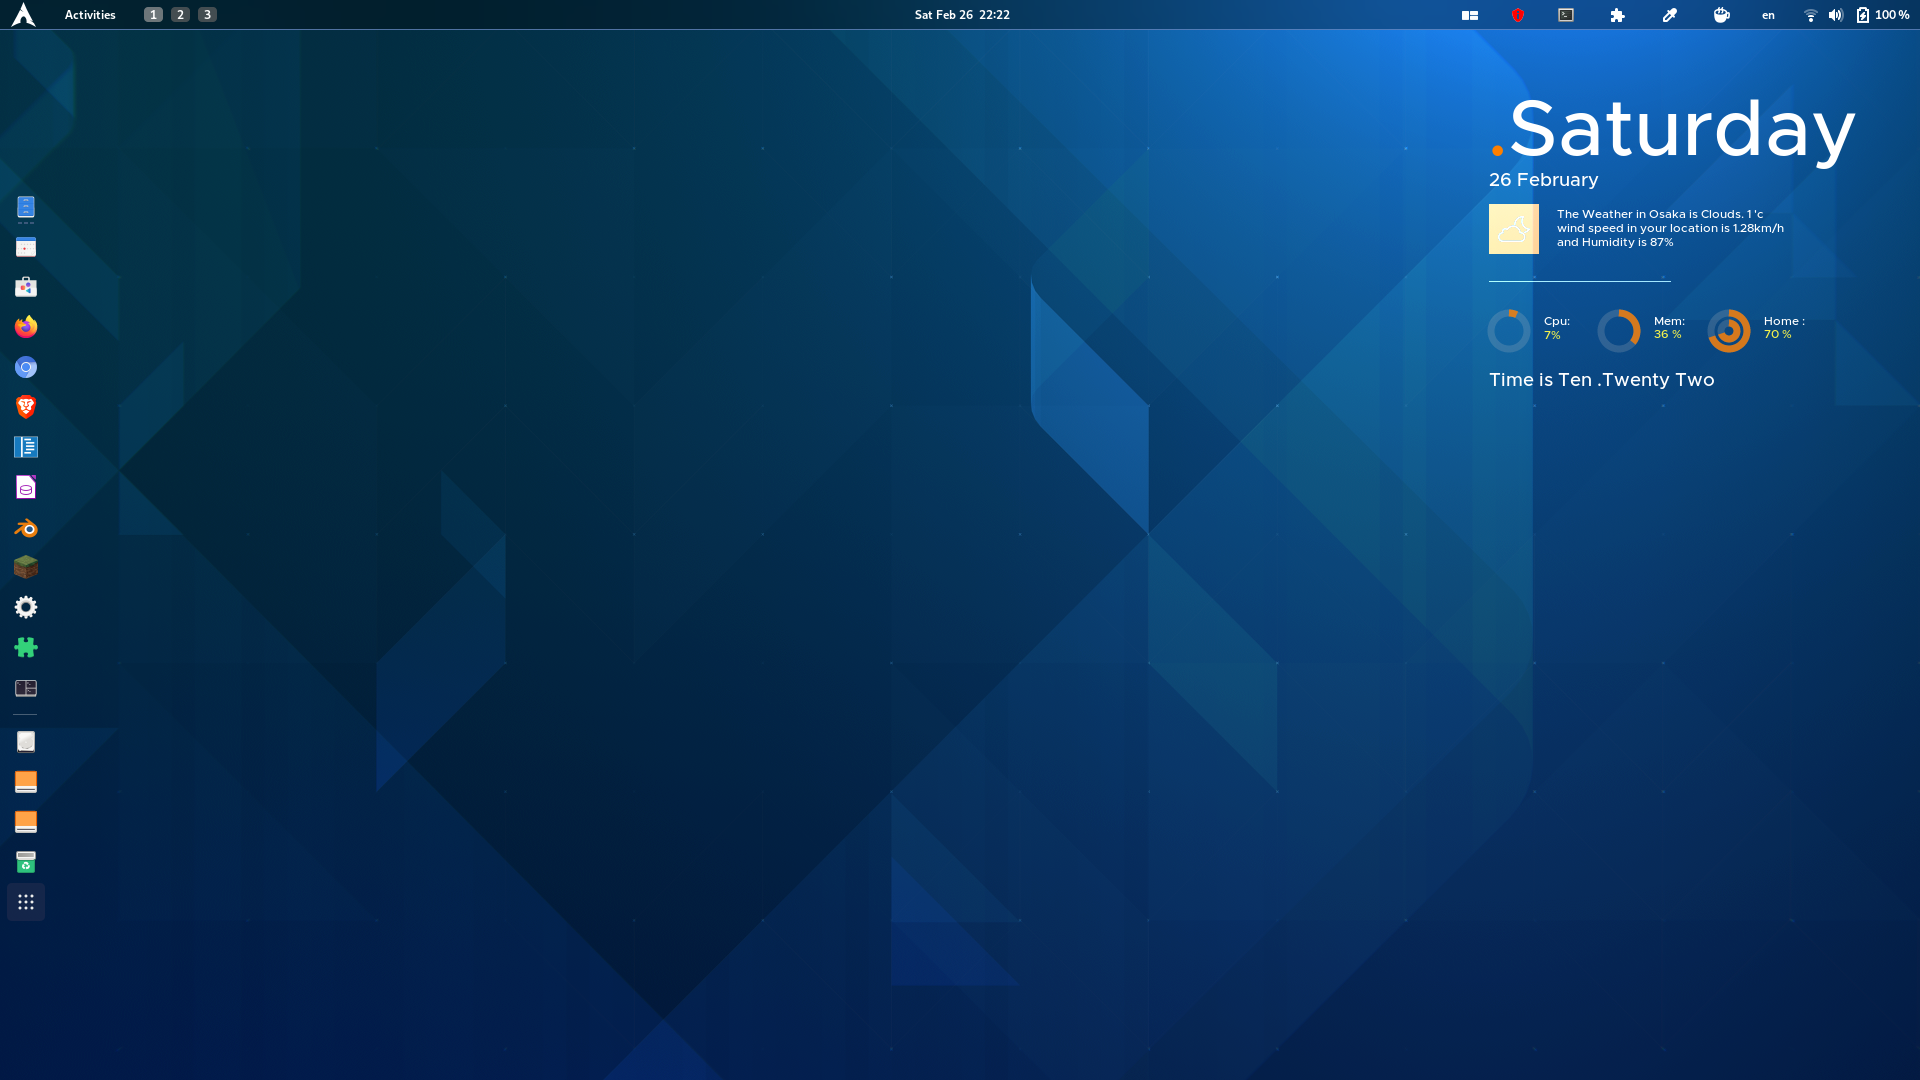 Activities 1 2 3 Sat Feb 26 22:22 en 100 %
.Saturday
26 February
The Weather in Osaka is Clouds. 1 'c
wind speed in your location is 1.28km/h
and Humidity is 87%
Cpu: Mem: Home :
7% 36 % 70 %
Time is Ten .Twenty Two